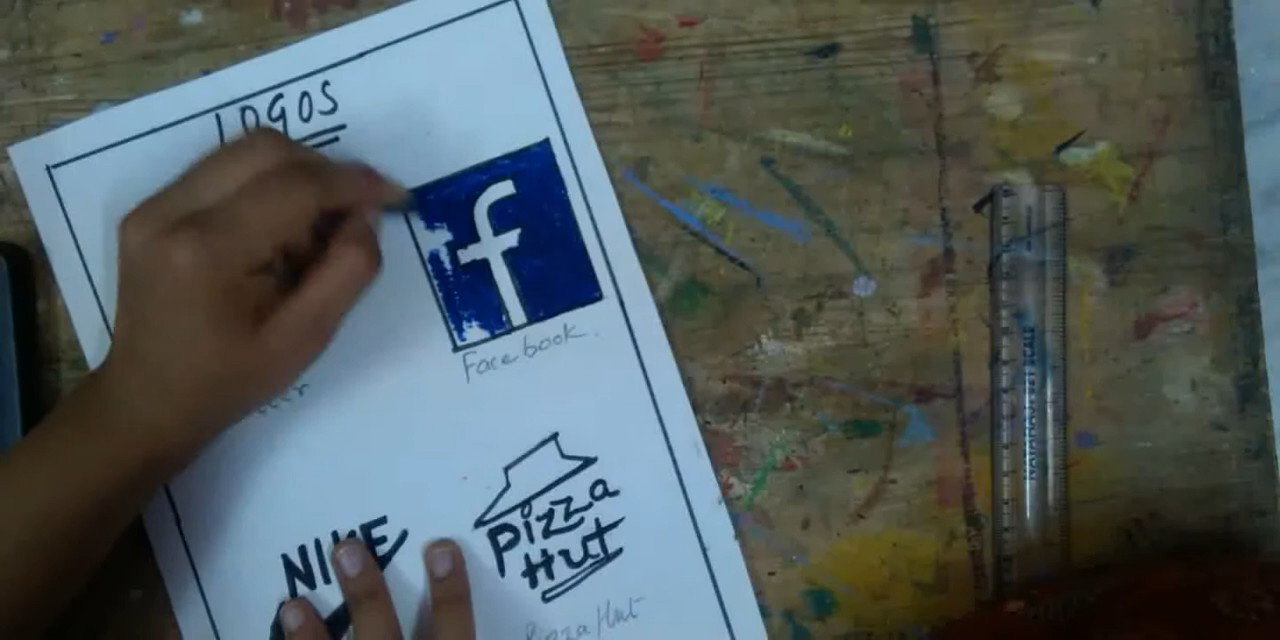 LOGOS
f
Facebook.
NIKE
Pizza
Hut
Pizza Hut